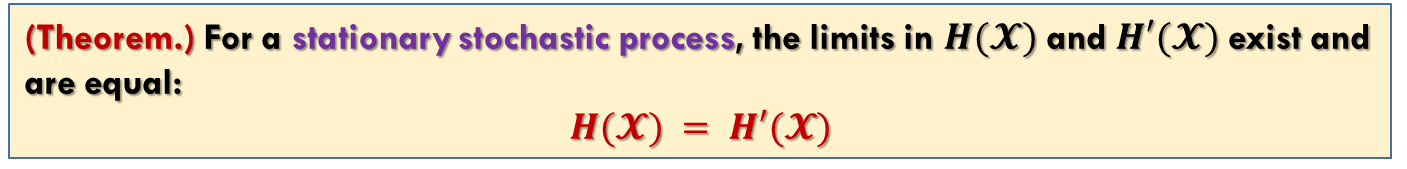 (Theorem.) For a stationary stochastic process, the limits in H(𝒳) and H′(𝒳) exist and
are equal:
H(𝒳) = H′(𝒳)